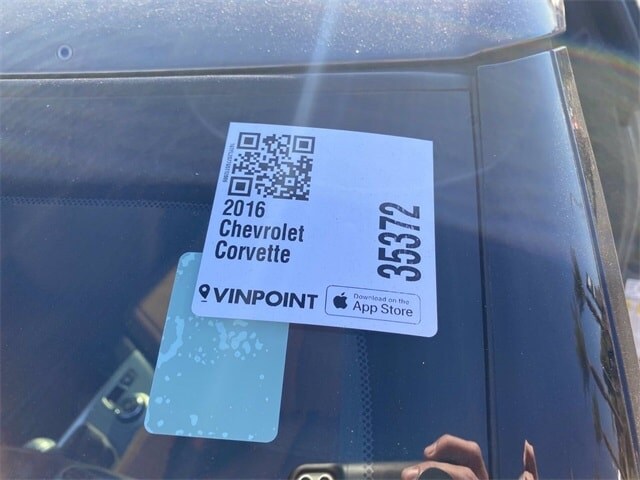 2016
Chevrolet
Corvette
35372
VINPOINT
Download on the
App Store